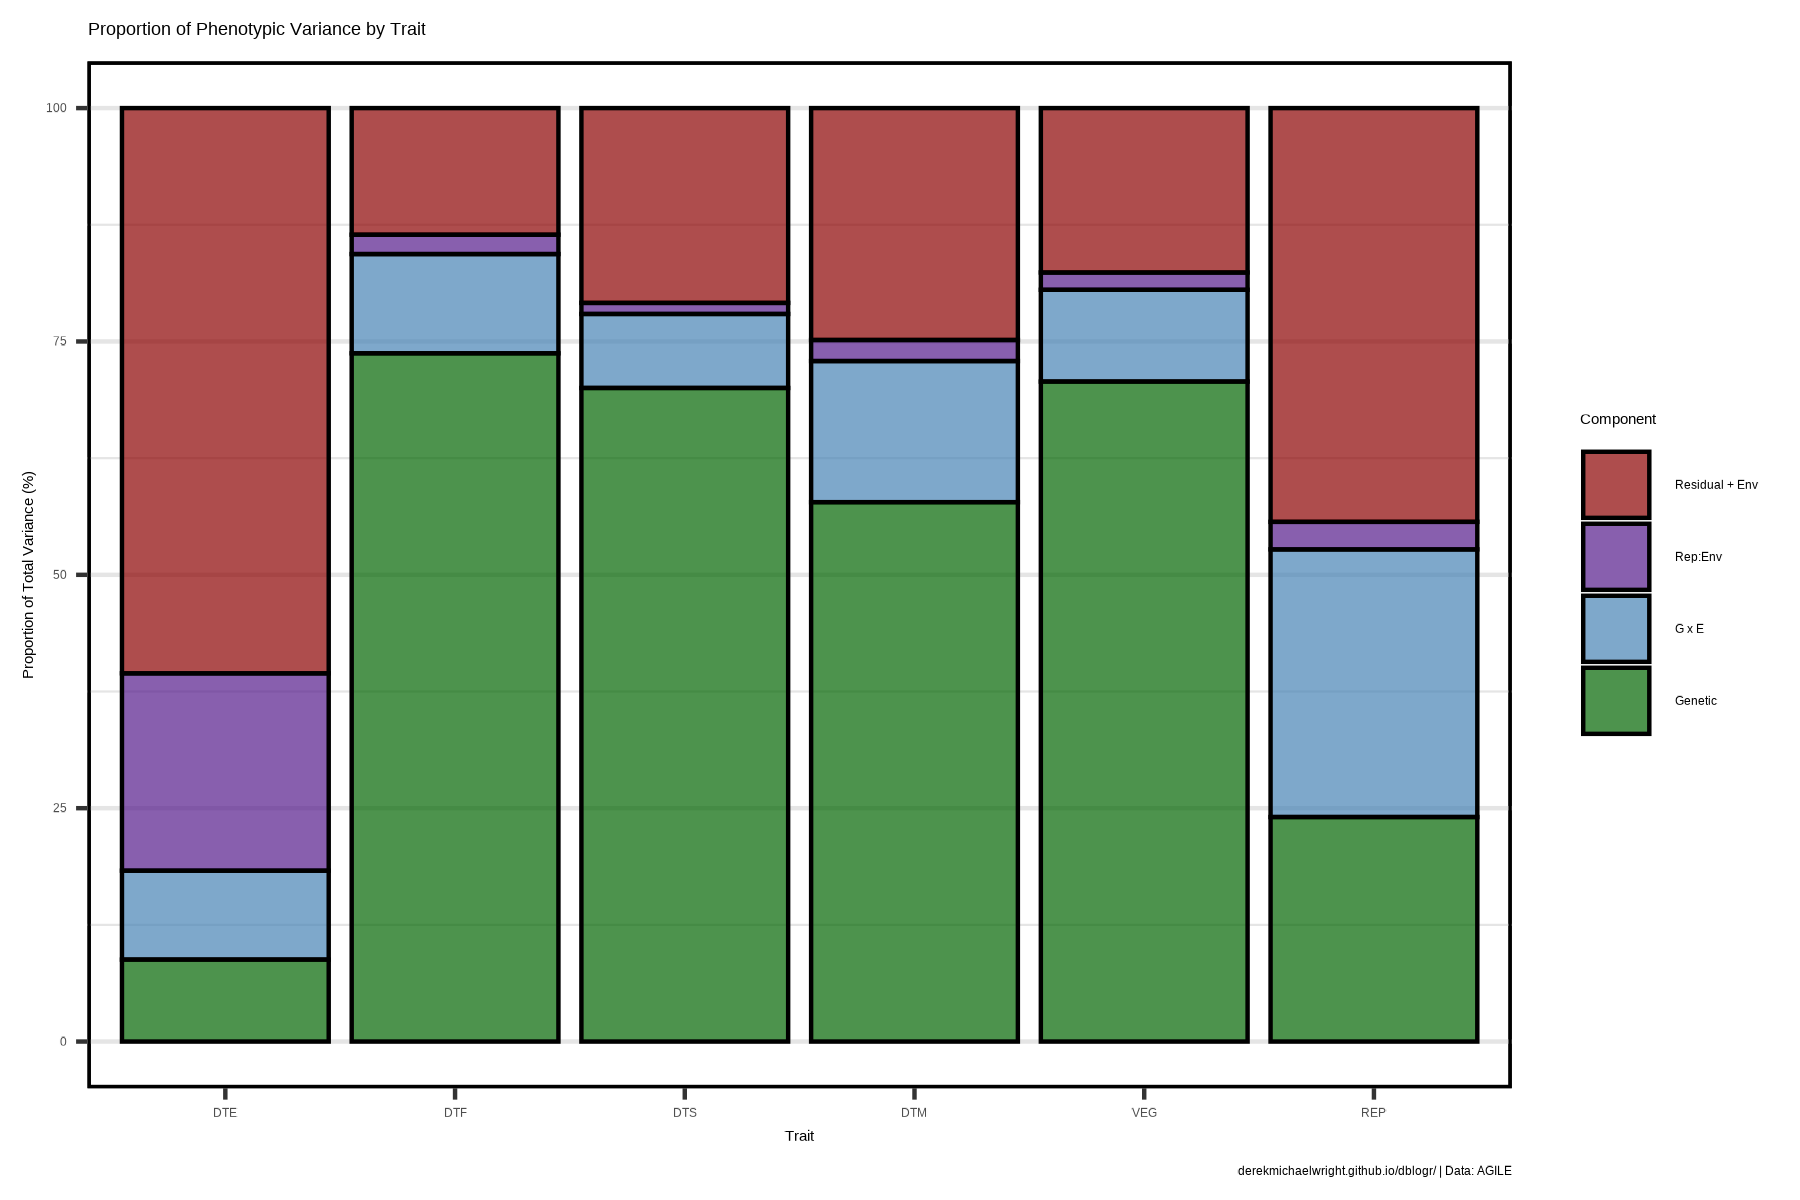 Proportion of Phenotypic Variance by Trait
Proportion of Total Variance (%)
100
75
50
25
0
DTE
DTF
DTS
DTM
VEG
REP
Trait
Component
Residual + Env
Rep:Env
G x E
Genetic
derekmichaelwright.github.io/dblogr/ | Data: AGILE